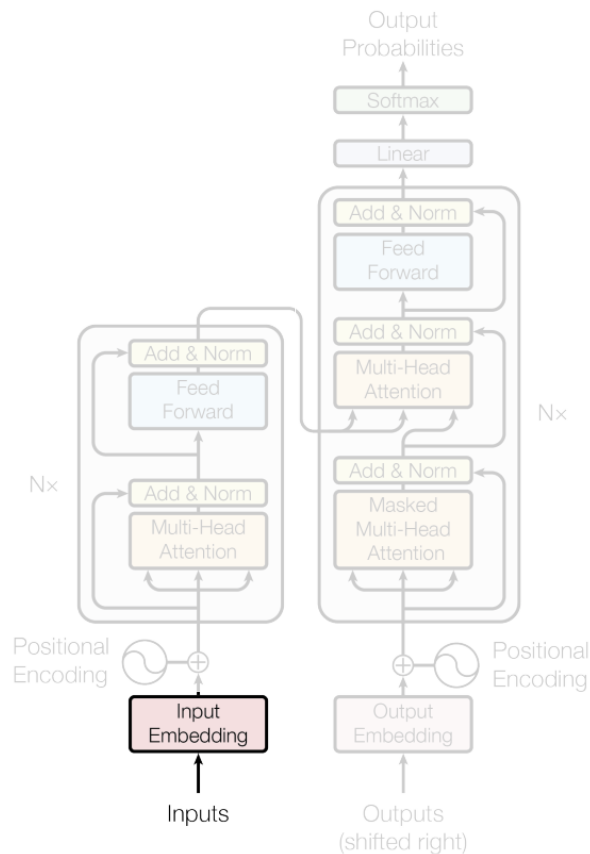 Output
Probabilities
Softmax
Linear
Add & Norm
Feed
Forward
Add & Norm
Multi-Head
Attention
Nx
Add & Norm
Masked
Multi-Head
Attention
Add & Norm
Feed
Forward
Nx
Add & Norm
Multi-Head
Attention
Positional
Encoding
Positional
Encoding
Input
Embedding
Output
Embedding
Inputs
Outputs
(shifted right)